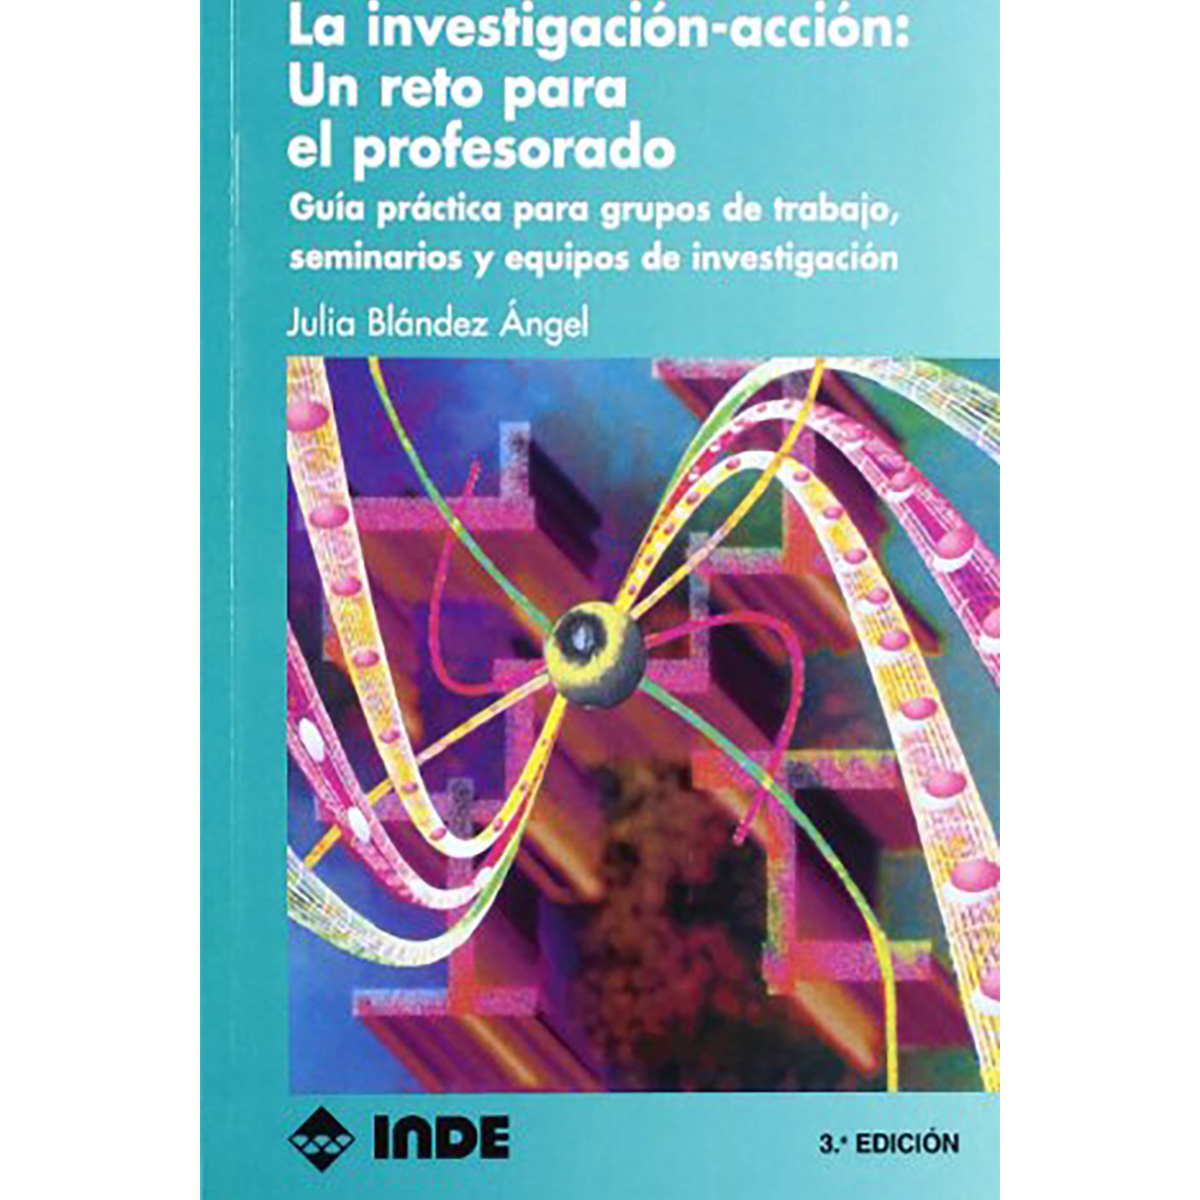 La investigación-acción:
Un reto para
el profesorado
Guía práctica para grupos de trabajo,
seminarios y equipos de investigación
Julia Blández Ángel
INDE
3.ª EDICIÓN